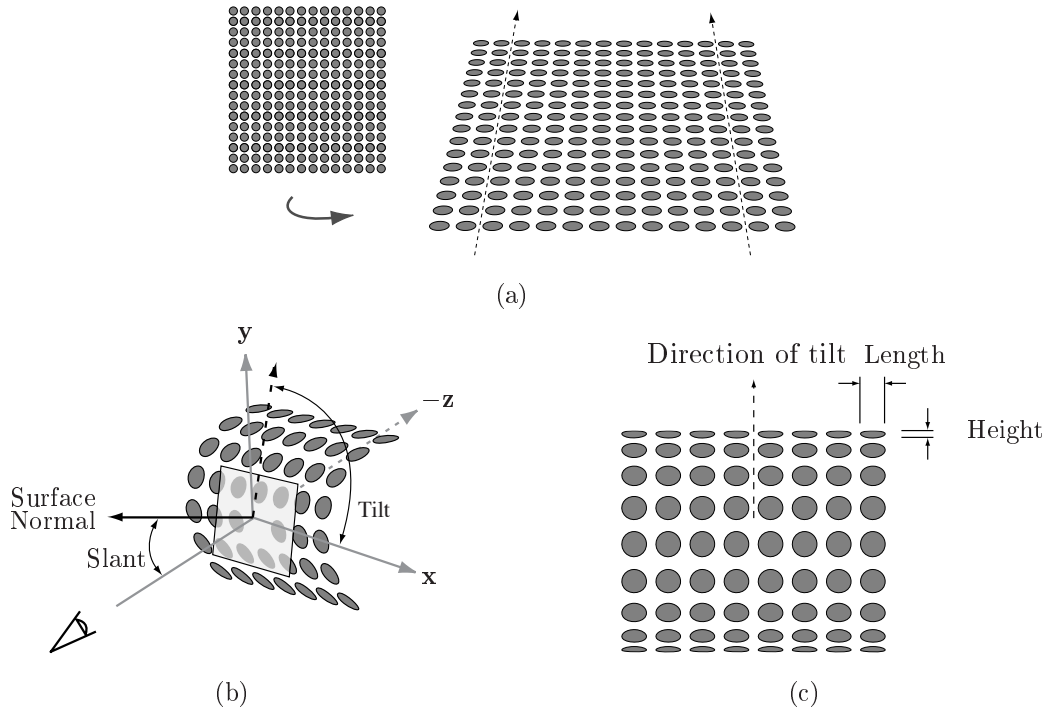 (a)
y
−z
Surface
Normal
Tilt
Slant
x
(b)
Direction of tilt
Length
Height
(c)